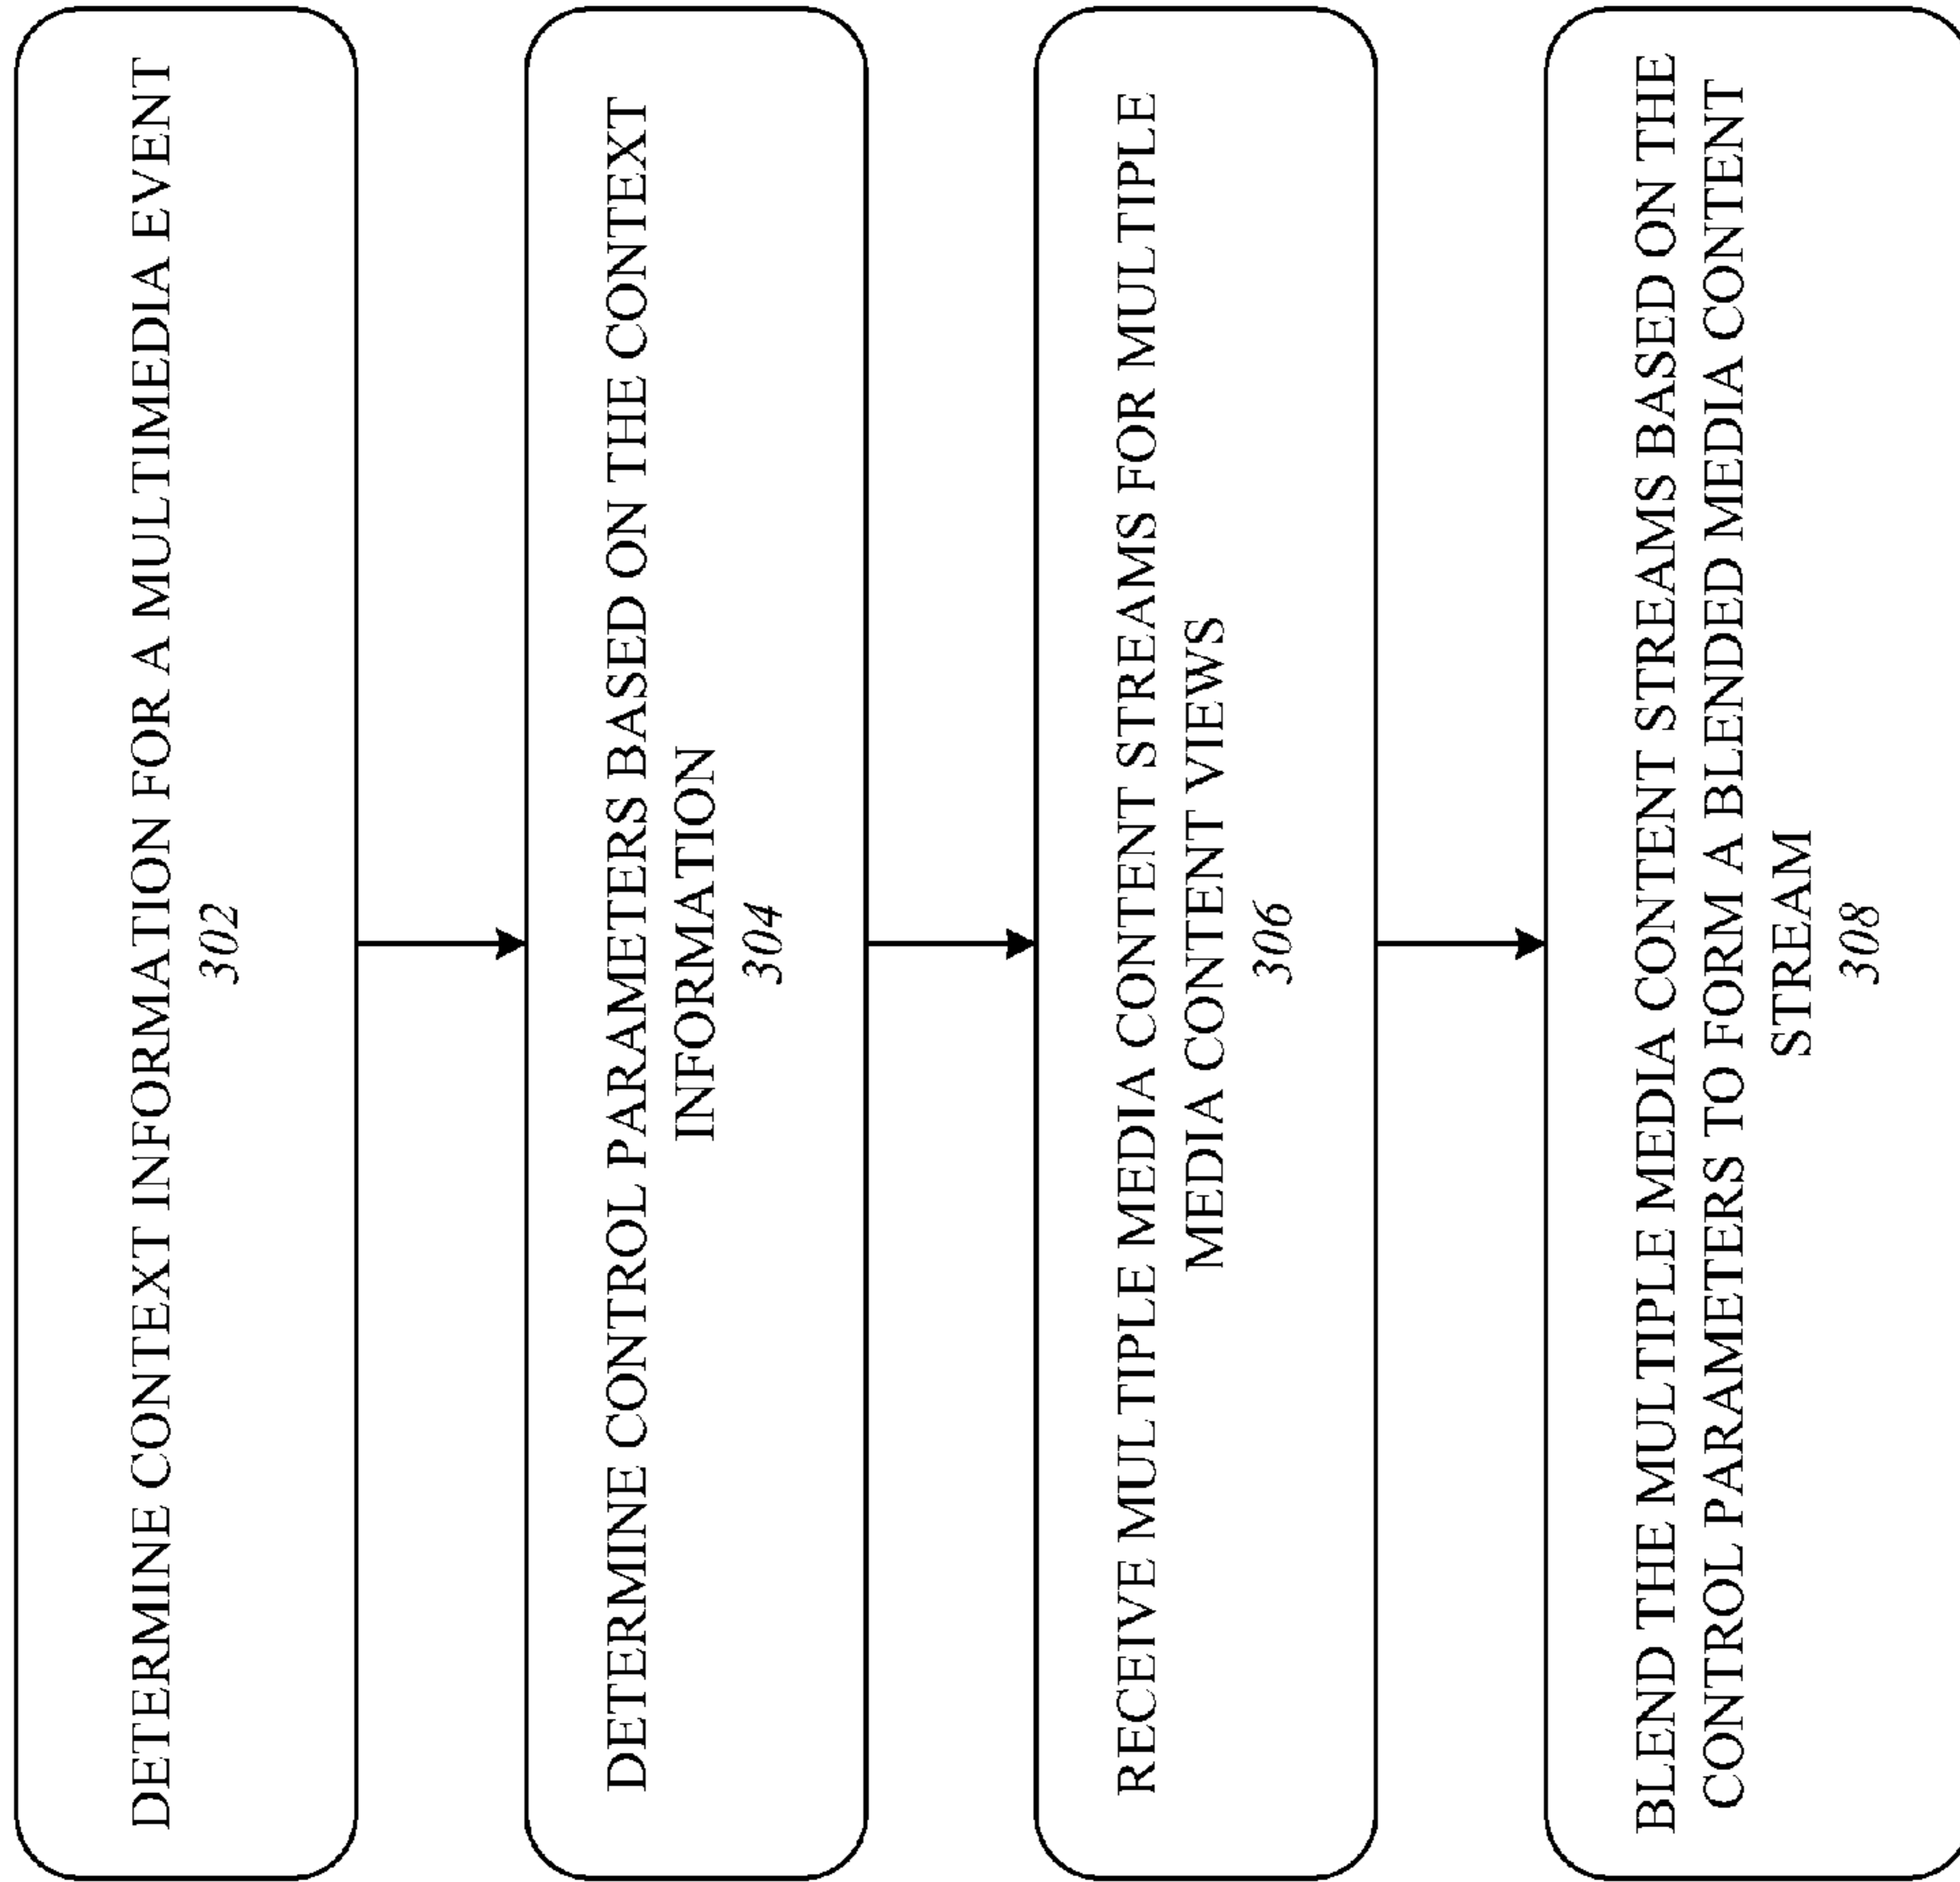 DETERMINE CONTEXT INFORMATION FOR A MULTIMEDIA EVENT
302
DETERMINE CONTROL PARAMETERS BASED ON THE CONTEXT
INFORMATION
304
RECEIVE MULTIPLE MEDIA CONTENT STREAMS FOR MULTIPLE
MEDIA CONTENT VIEWS
306
BLEND THE MULTIPLE MEDIA CONTENT STREAMS BASED ON THE
CONTROL PARAMETERS TO FORM A BLENDED MEDIA CONTENT
STREAM
308